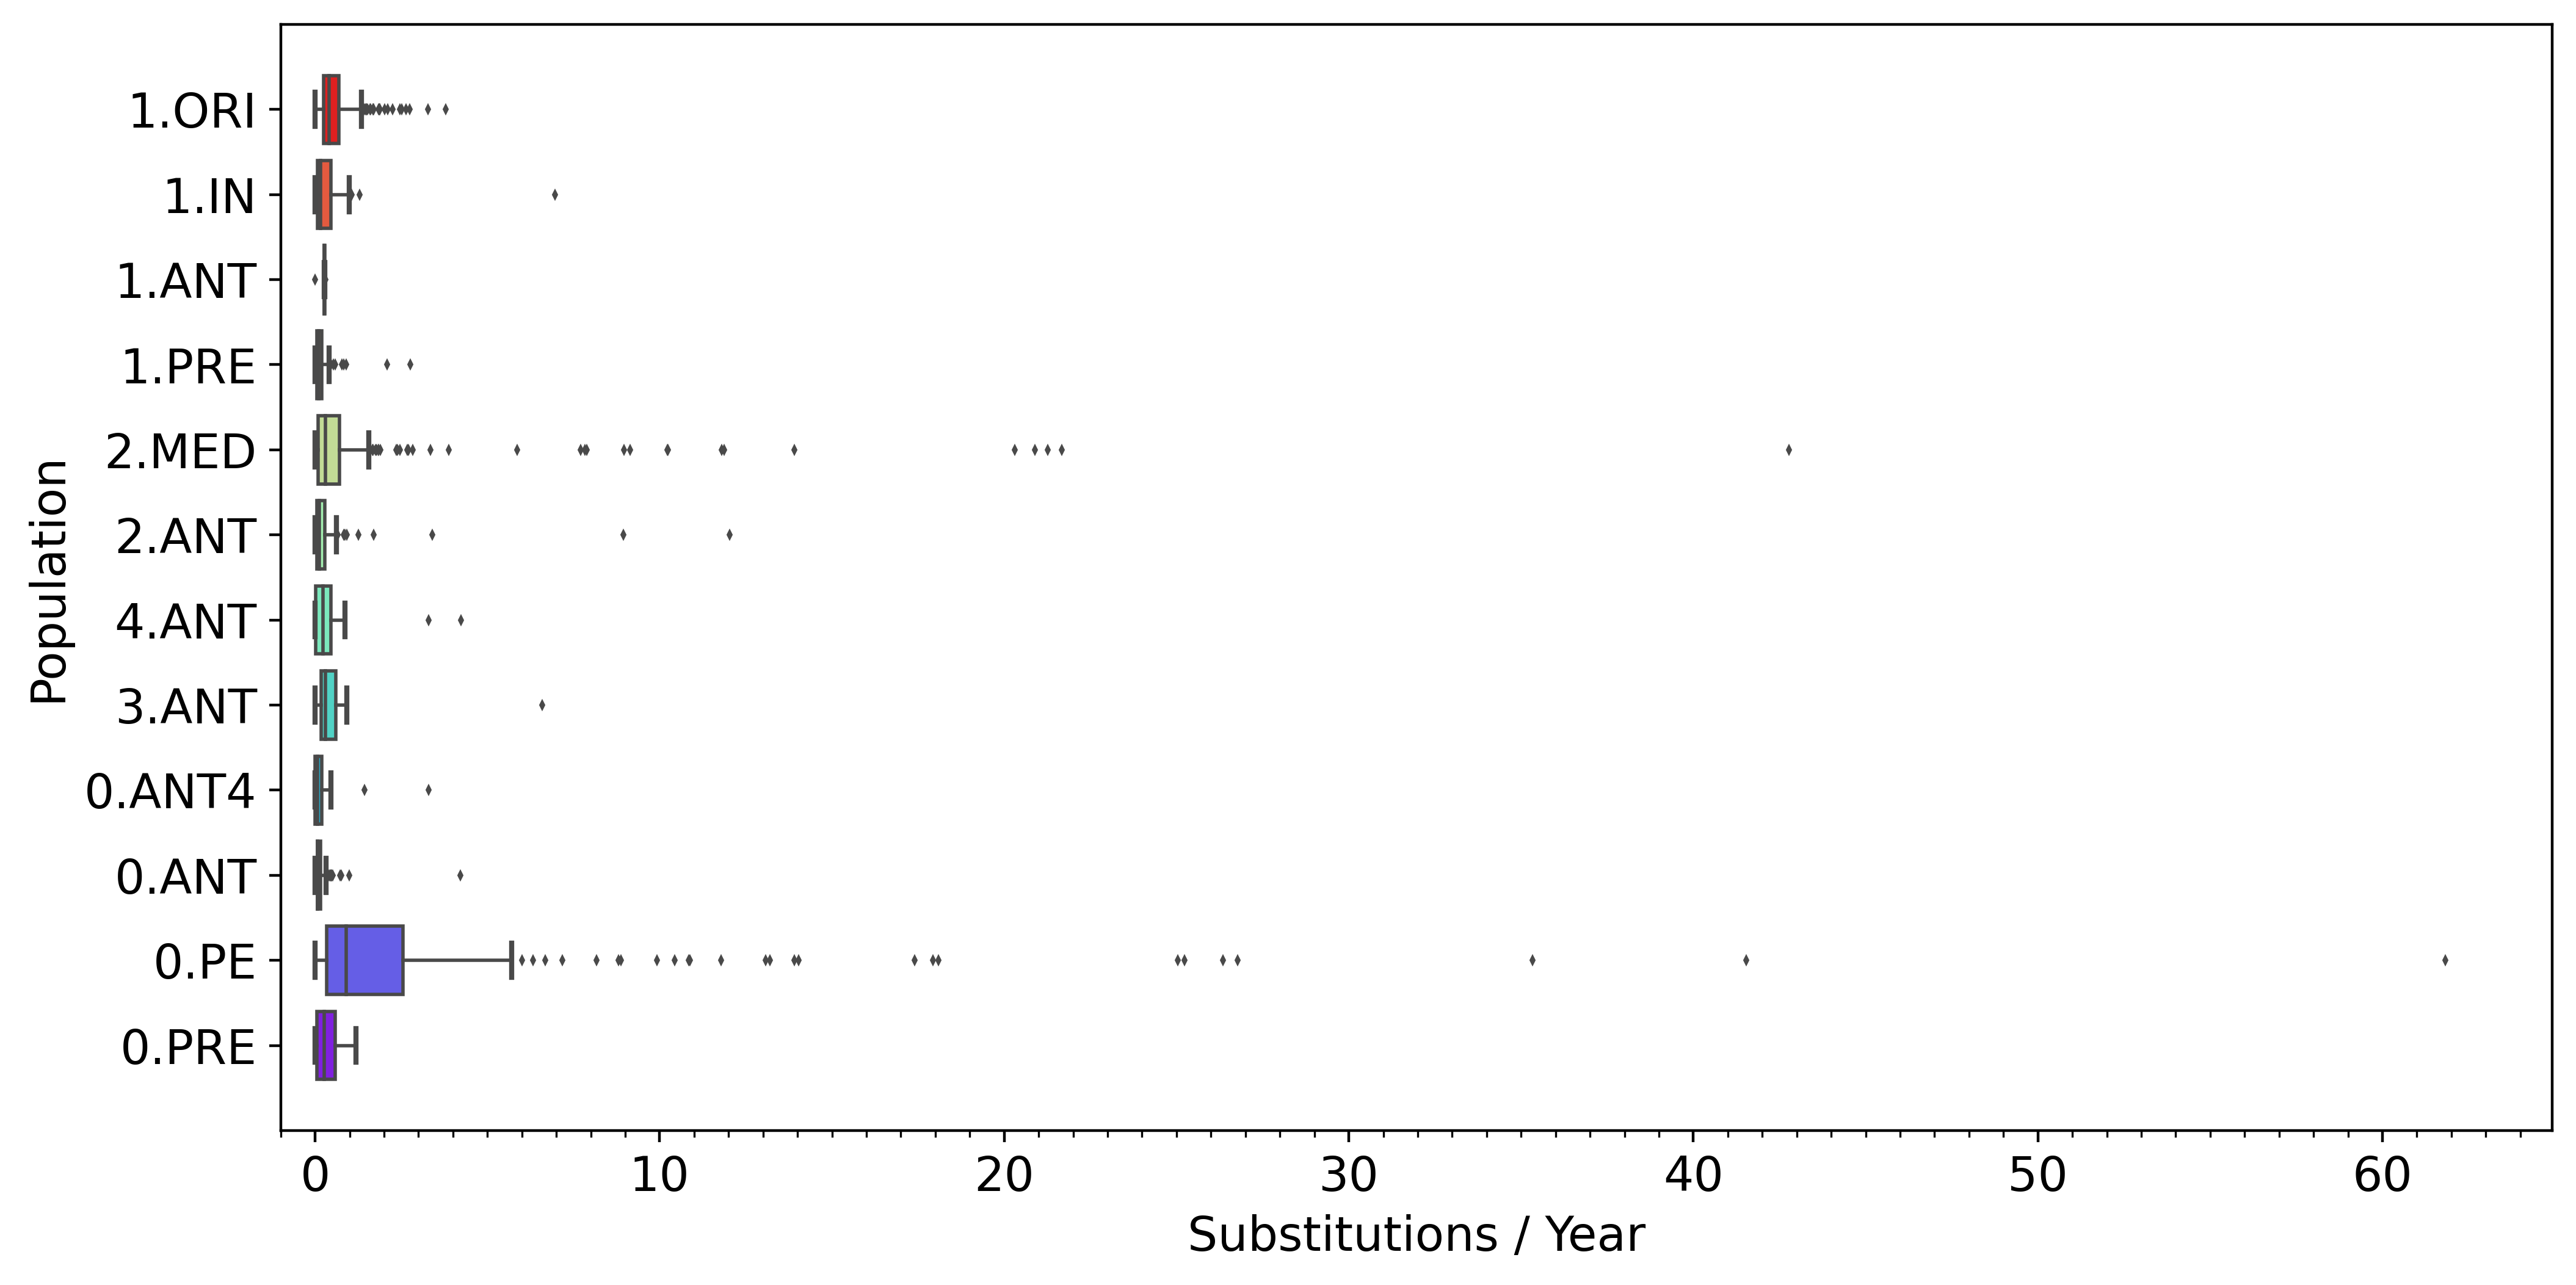 Population
1.ORI
1.IN
1.ANT
1.PRE
2.MED
2.ANT
4.ANT
3.ANT
0.ANT4
0.ANT
0.PE
0.PRE
0 10 20 30 40 50 60
Substitutions / Year